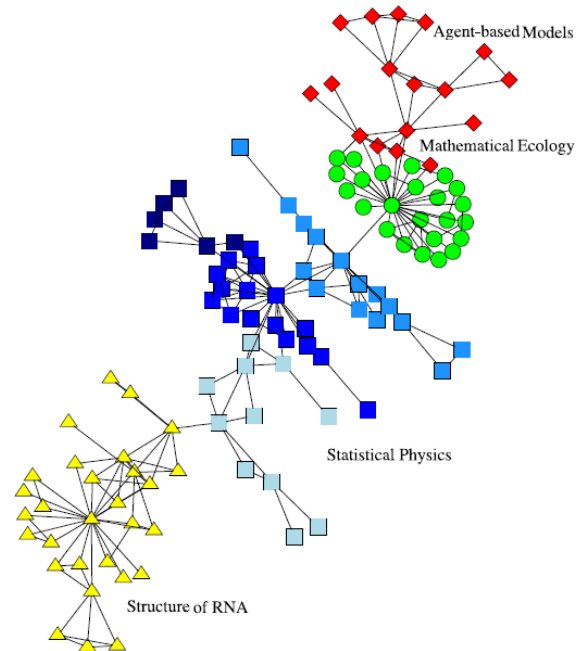 Agent-based Models
Mathematical Ecology
Statistical Physics
Structure of RNA